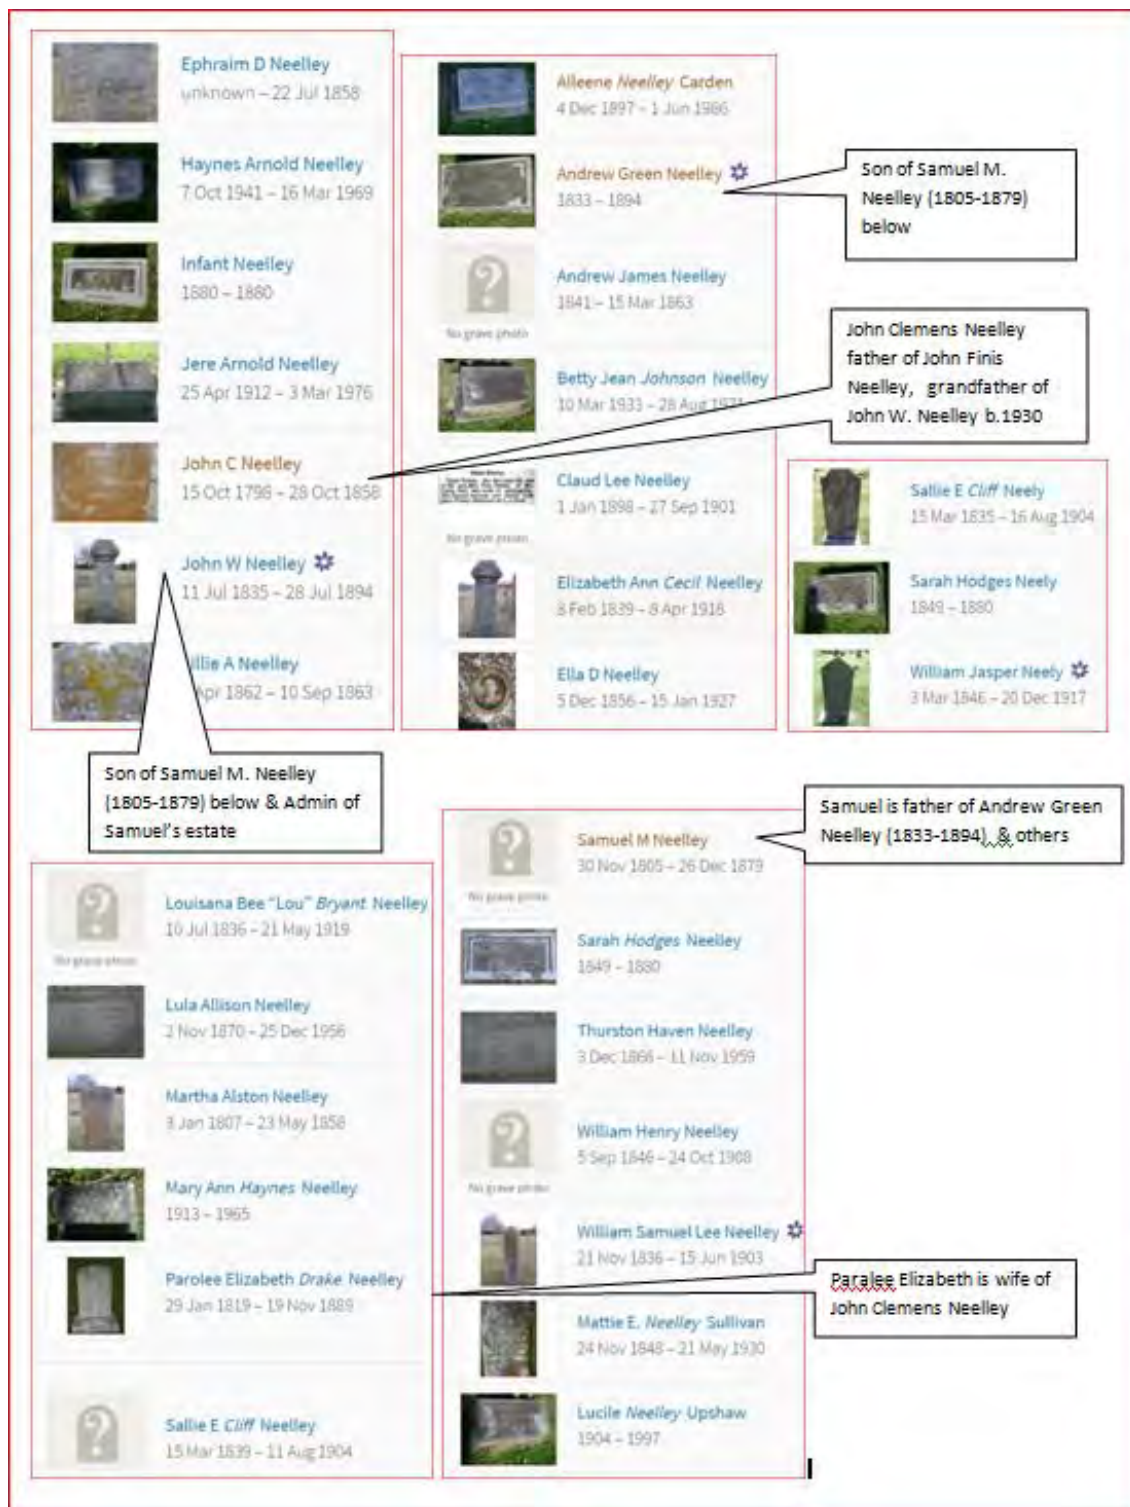 Ephraim D Neelley
unknown – 22 Jul 1858
Haynes Arnold Neelley
7 Oct 1941 – 16 Mar 1969
Infant Neelley
1880 – 1880
Jere Arnold Neelley
25 Apr 1912 – 3 Mar 1976
John C Neelley
15 Oct 1798 – 28 Oct 1858
John W Neelley
11 Jul 1835 – 28 Jul 1894
llie A Neelley
Apr 1862 – 10 Sep 1863
Alleene Neelley Carden
4 Dec 1897 – 1 Jun 1986
Andrew Green Neelley
1833 – 1894
Andrew James Neelley
1841 – 15 Mar 1863
No grave photo
Betty Jean Johnson Neelley
10 Mar 1933 – 28 Aug
Claud Lee Neelley
1 Jan 1898 – 27 Sep 1901
No grave photo
Elizabeth Ann Cecil Neelley
8 Feb 1839 – 8 Apr 1918
Ella D Neelley
5 Dec 1856 – 15 Jan 1927
Son of Samuel M.
Neelley (1805-1879)
below
John Clemens Neelley
father of John Finis
Neelley, grandfather of
John W. Neelley b.1930
Sallie E Cliff Neely
15 Mar 1835 – 16 Aug 1904
Sarah Hodges Neely
1849 – 1880
William Jasper Neely
3 Mar 1846 – 20 Dec 1917
Son of Samuel M. Neelley
(1805-1879) below & Admin of
Samuel's estate
Louisana Bee "Lou" Bryant Neelley
10 Jul 1836 – 21 May 1919
No grave photo
Lula Allison Neelley
2 Nov 1870 – 25 Dec 1956
Martha Alston Neelley
3 Jan 1807 – 23 May 1858
Mary Ann Haynes Neelley
1913 – 1965
Parolee Elizabeth Drake Neelley
29 Jan 1819 – 19 Nov 1889
Sallie E Cliff Neelley
15 Mar 1839 – 11 Aug 1904
Samuel M Neelley
30 Nov 1805 – 26 Dec 1879
No grave photo
Sarah Hodges Neelley
1849 – 1880
Thurston Haven Neelley
3 Dec 1866 – 11 Nov 1959
William Henry Neelley
5 Sep 1846 – 24 Oct 1908
No grave photo
William Samuel Lee Neelley
21 Nov 1836 – 15 Jun 1903
Mattie E. Neelley Sullivan
24 Nov 1848 – 21 May 1930
Lucile Neelley Upshaw
1904 – 1997
Samuel is father of Andrew Green
Neelley (1833-1894) & others
Paralee Elizabeth is wife of
John Clemens Neelley